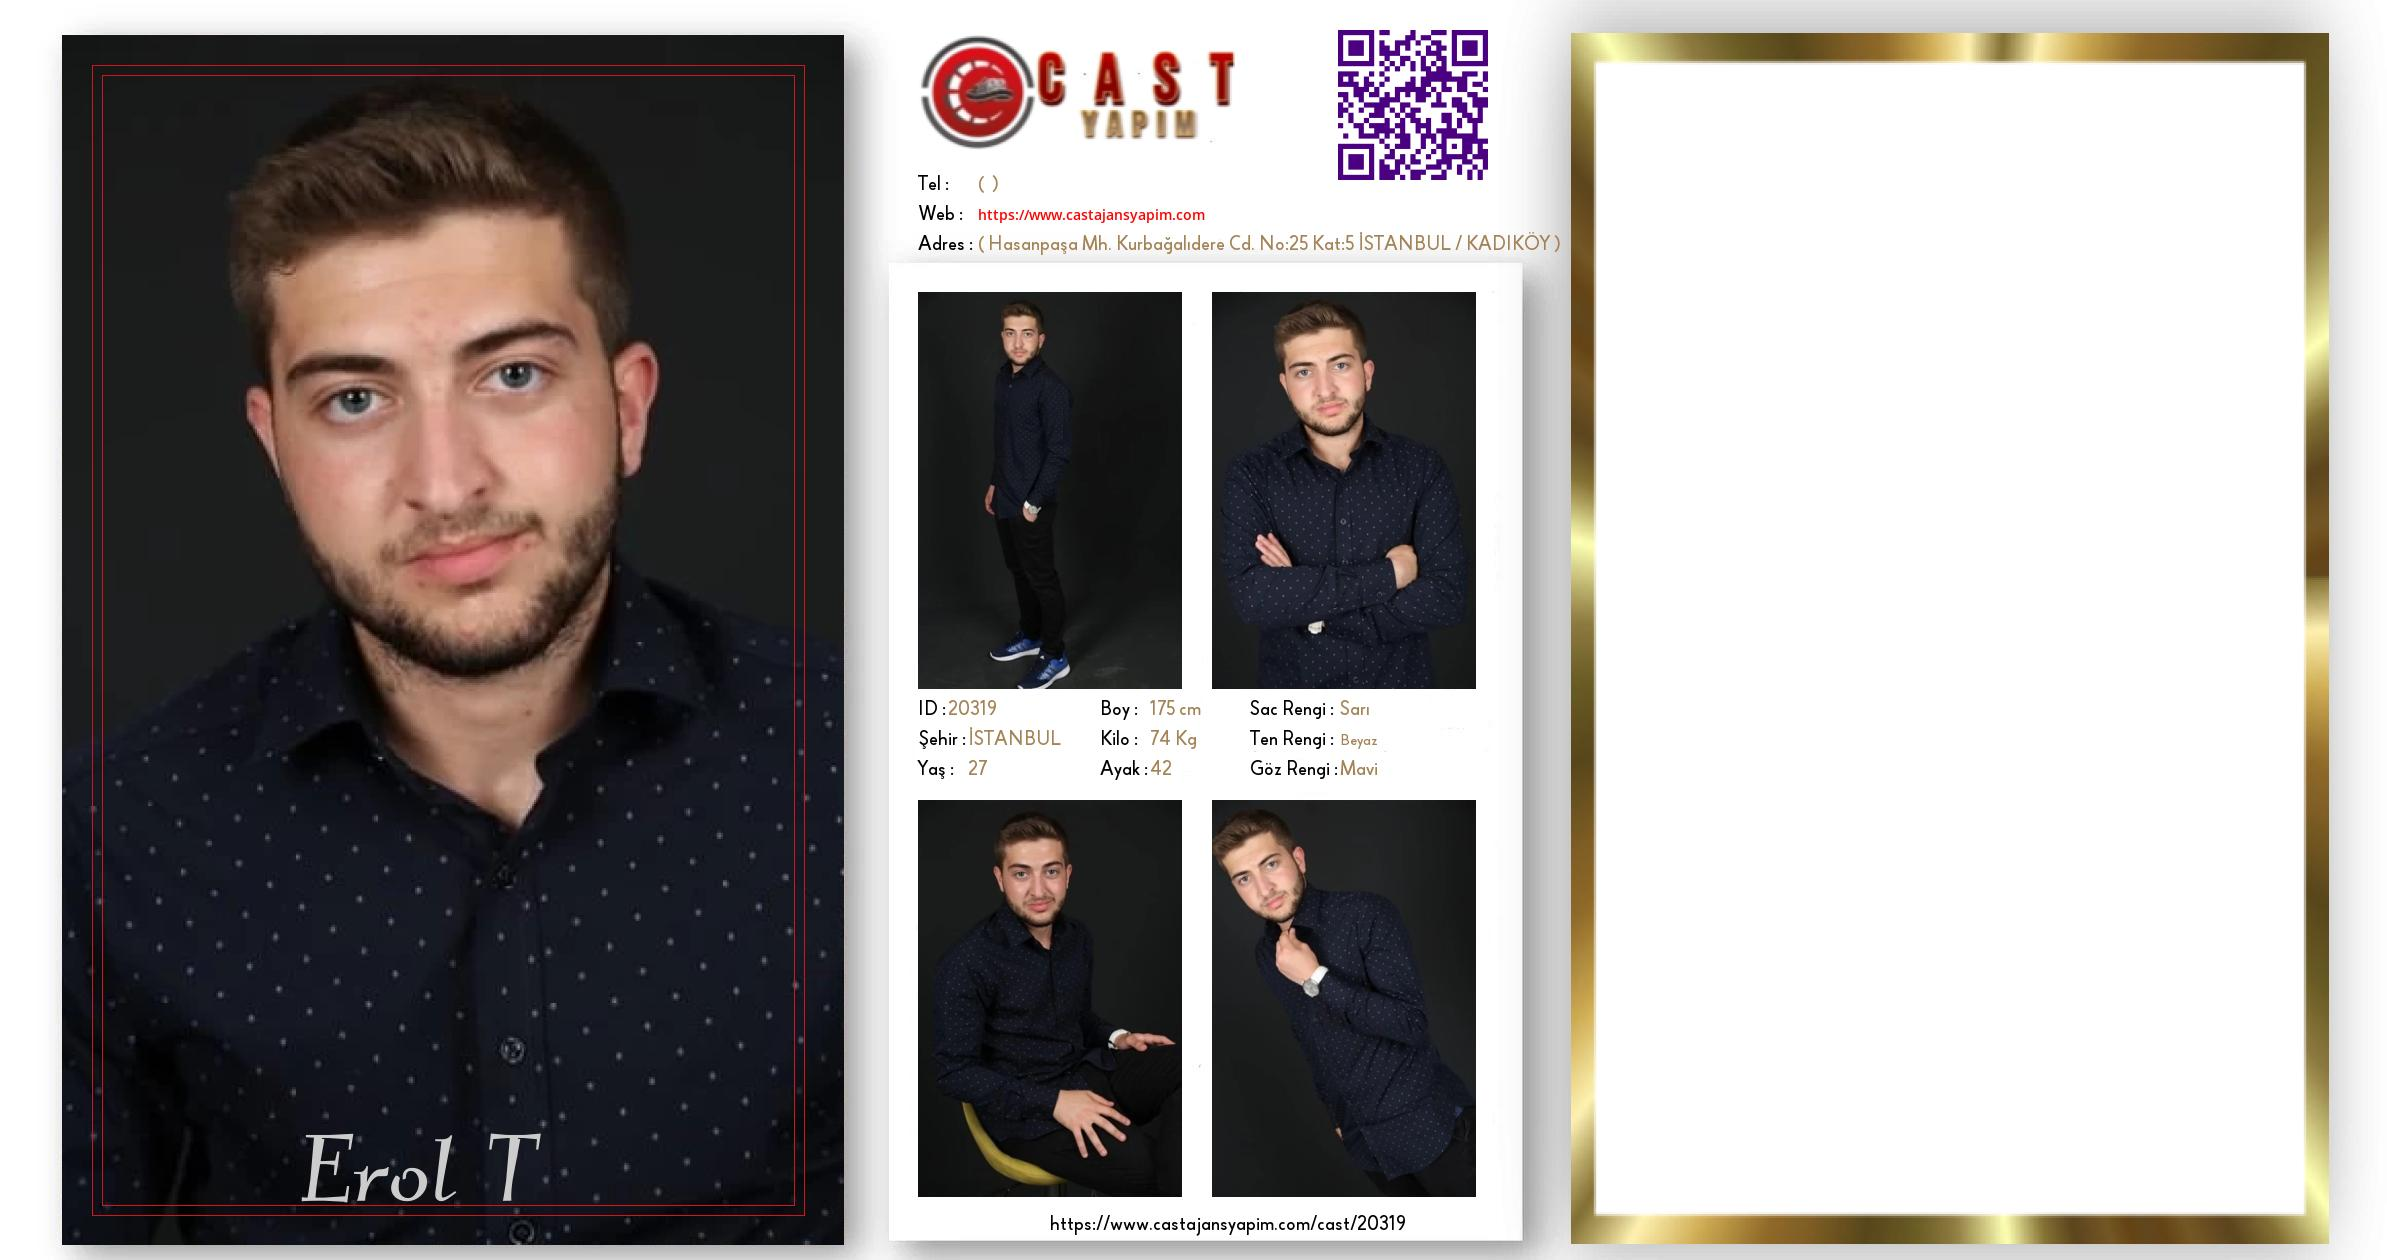 Erol T
CAST
YAPIM
Tel : ( )
Web : https://www.castajansyapim.com
Adres : ( Hasanpaşa Mh. Kurbağalıdere Cd. No:25 Kat:5 İSTANBUL / KADIKÖY )
ID : 20319 Boy : 175 cm Sac Rengi : Sarı
Şehir : İSTANBUL Kilo : 74 Kg Ten Rengi : Beyaz
Yaş : 27 Ayak : 42 Göz Rengi : Mavi
https://www.castajansyapim.com/cast/20319